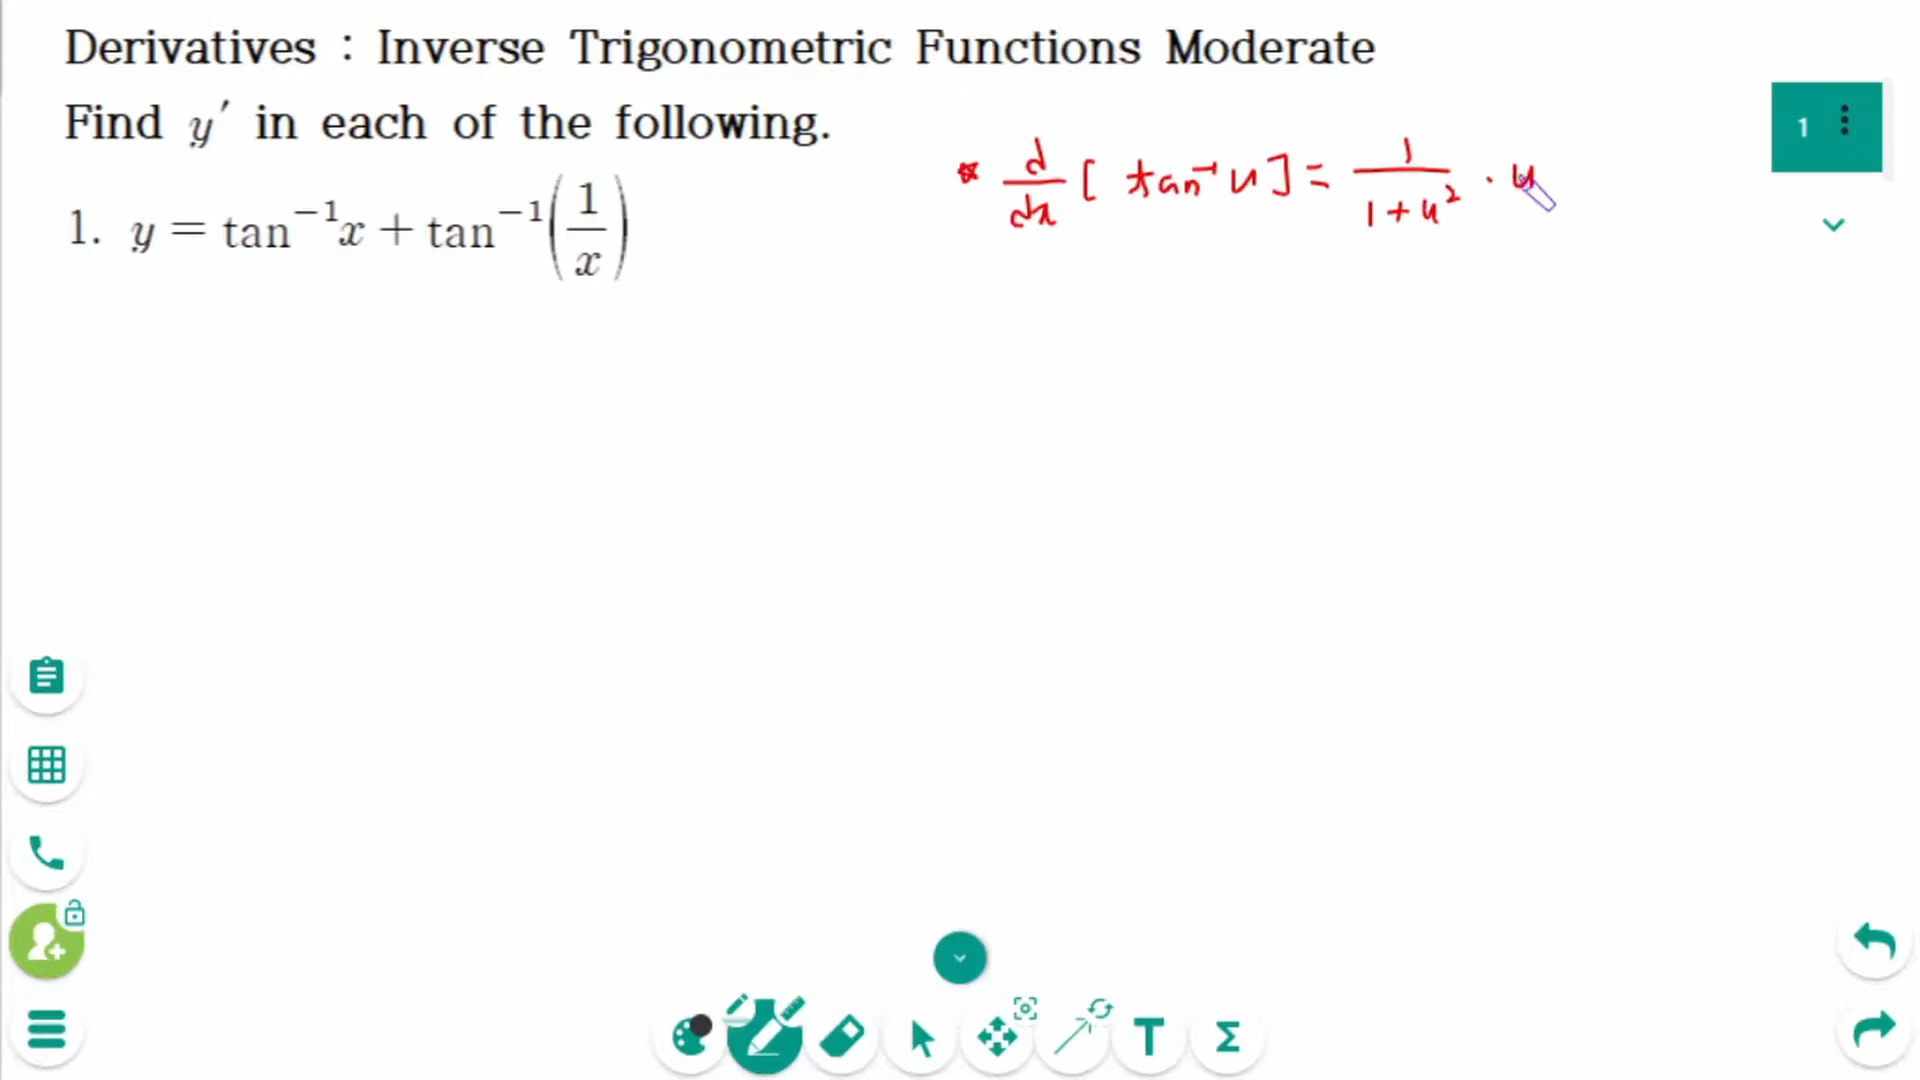 Derivatives : Inverse Trigonometric Functions Moderate
Find y′ in each of the following.
* d/dx [ tan⁻¹ u ] = 1/(1+u²) · u
1. y = tan⁻¹x + tan⁻¹(1/x)
1
T
Σ